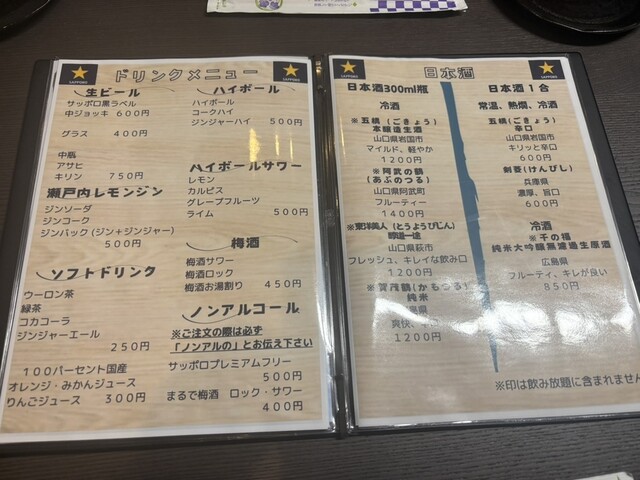 SAPPORO
ドリンクメニュー
SAPPORO
生ビール
サッポロ黒ラベル
中ジョッキ 600円
グラス 400円
中瓶
アサヒ
キリン 750円
瀬戸内レモンジン
ジンソーダ
ジンコーク
ジンバック(ジン+ジンジャー)
500円
ソフトドリンク
ウーロン茶
緑茶
コカコーラ
ジンジャーエール
250円
100パーセント国産
オレンジ・みかんジュース
りんごジュース 300円
ハイボール
ハイボール
コークハイ
ジンジャーハイ 500円
ハイボールサワー
レモン
カルピス
グレープフルーツ
ライム 500円
梅酒
梅酒サワー
梅酒ロック
梅酒お湯割り 450円
ノンアルコール
※ご注文の際は必ず
「ノンアルの」とお伝え下さい
サッポロプレミアムフリー
500円
まるで梅酒 ロック・サワー
400円
SAPPORO
日本酒
SAPPORO
日本酒300ml瓶
冷酒
※五橋(ごきょう)
本醸造生酒
山口県岩国市
マイルド、軽やか
1200円
※阿武の鶴
(あぶのつる)
山口県阿武町
フルーティー
1400円
※東洋美人(とうようびじん)
山口県萩市
フレッシュ、キレイな飲み口
1200円
※賀茂鶴(かもつる)
純米
島県
爽快、
1200円
日本酒1合
常温、熱燗、冷酒
五橋(ごきょう)
辛口
山口県岩国市
キリッと辛口
600円
剣菱(けんびし)
兵庫県
濃厚、旨口
600円
冷酒
※千の福
純米大吟醸無濾過生原酒
広島県
フルーティ、キレが良い
850円
※印は飲み放題に含まれません